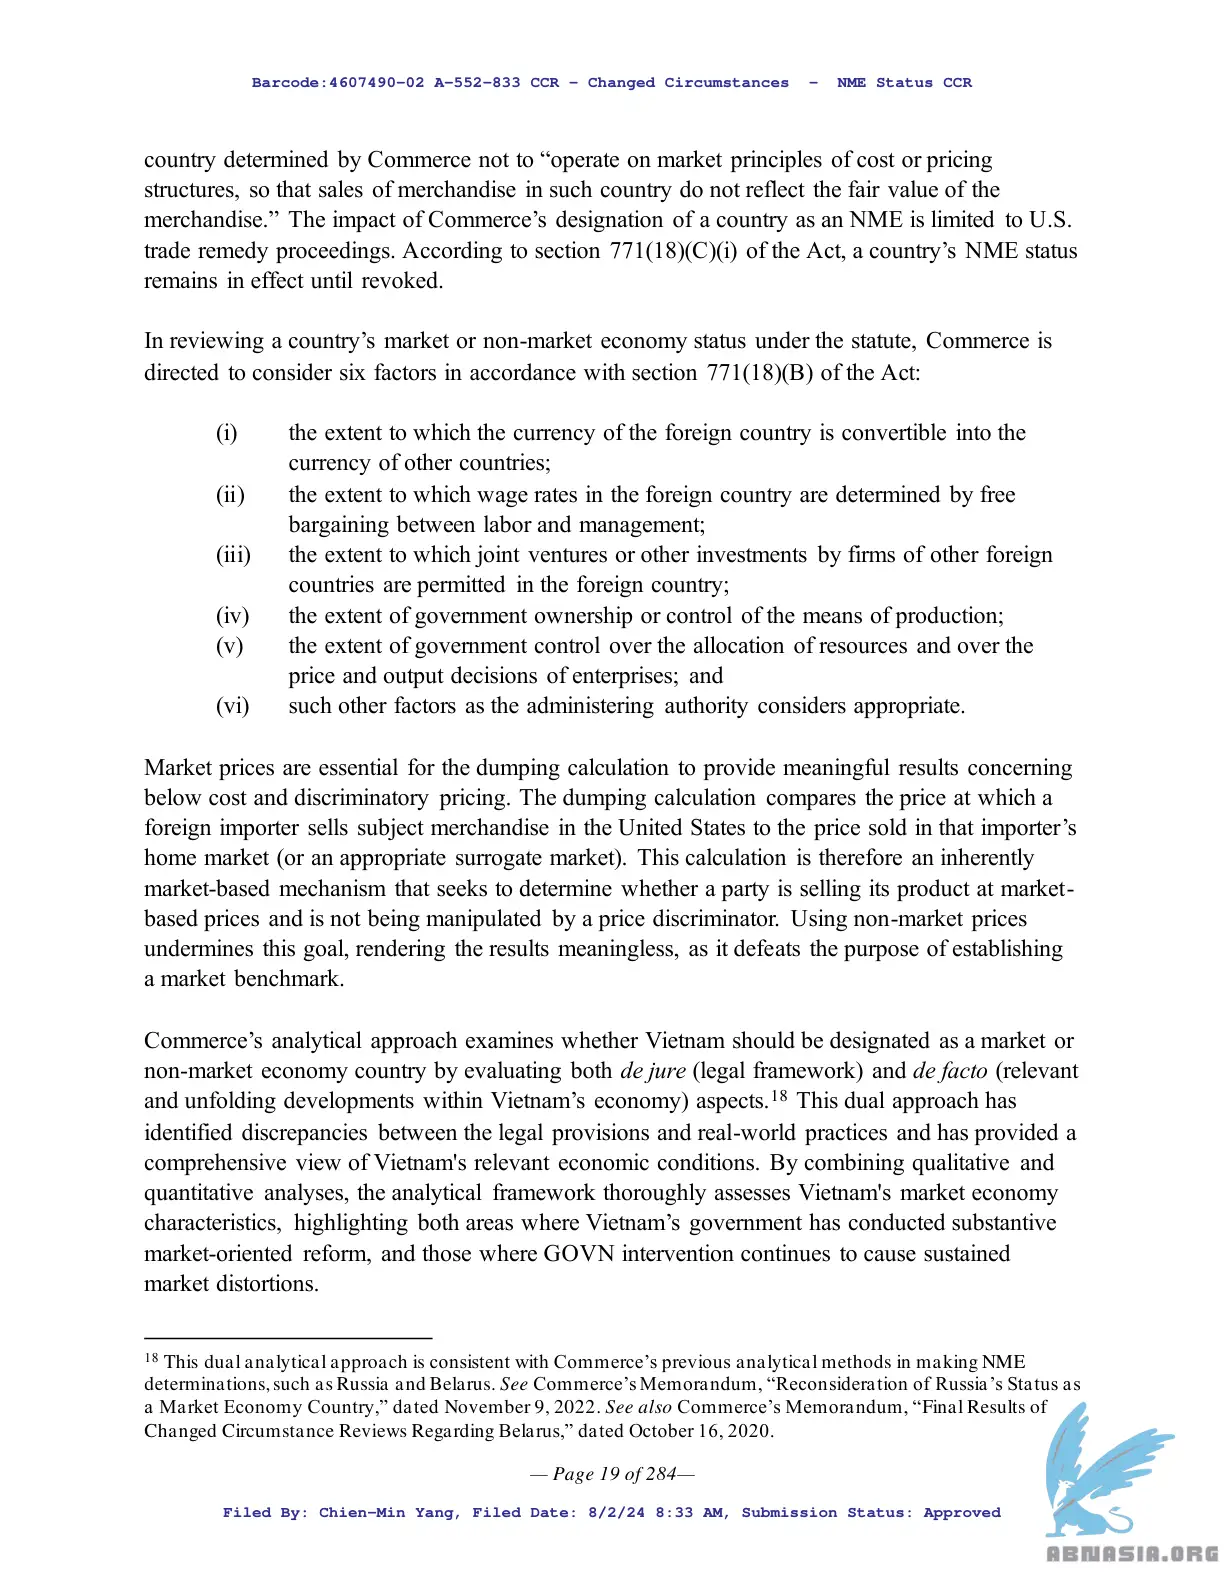 Barcode:4607490-02 A-552-833 CCR - Changed Circumstances - NME Status CCR
country determined by Commerce not to “operate on market principles of cost or pricing
structures, so that sales of merchandise in such country do not reflect the fair value of the
merchandise.” The impact of Commerce’s designation of a country as an NME is limited to U.S.
trade remedy proceedings. According to section 771(18)(C)(i) of the Act, a country’s NME status
remains in effect until revoked.
In reviewing a country’s market or non-market economy status under the statute, Commerce is
directed to consider six factors in accordance with section 771(18)(B) of the Act:
(i) the extent to which the currency of the foreign country is convertible into the
currency of other countries;
(ii) the extent to which wage rates in the foreign country are determined by free
bargaining between labor and management;
(iii) the extent to which joint ventures or other investments by firms of other foreign
countries are permitted in the foreign country;
(iv) the extent of government ownership or control of the means of production;
(v) the extent of government control over the allocation of resources and over the
price and output decisions of enterprises; and
(vi) such other factors as the administering authority considers appropriate.
Market prices are essential for the dumping calculation to provide meaningful results concerning
below cost and discriminatory pricing. The dumping calculation compares the price at which a
foreign importer sells subject merchandise in the United States to the price sold in that importer’s
home market (or an appropriate surrogate market). This calculation is therefore an inherently
market-based mechanism that seeks to determine whether a party is selling its product at market-
based prices and is not being manipulated by a price discriminator. Using non-market prices
undermines this goal, rendering the results meaningless, as it defeats the purpose of establishing
a market benchmark.
Commerce’s analytical approach examines whether Vietnam should be designated as a market or
non-market economy country by evaluating both de jure (legal framework) and de facto (relevant
and unfolding developments within Vietnam’s economy) aspects.18 This dual approach has
identified discrepancies between the legal provisions and real-world practices and has provided a
comprehensive view of Vietnam's relevant economic conditions. By combining qualitative and
quantitative analyses, the analytical framework thoroughly assesses Vietnam's market economy
characteristics, highlighting both areas where Vietnam’s government has conducted substantive
market-oriented reform, and those where GOVN intervention continues to cause sustained
market distortions.
18 This dual analytical approach is consistent with Commerce’s previous analytical methods in making NME
determinations, such as Russia and Belarus. See Commerce’s Memorandum, “Reconsideration of Russia’s Status as
a Market Economy Country,” dated November 9, 2022. See also Commerce’s Memorandum, “Final Results of
Changed Circumstance Reviews Regarding Belarus,” dated October 16, 2020.
— Page 19 of 284—
Filed By: Chien-Min Yang, Filed Date: 8/2/24 8:33 AM, Submission Status: Approved
ABNASIA.ORG